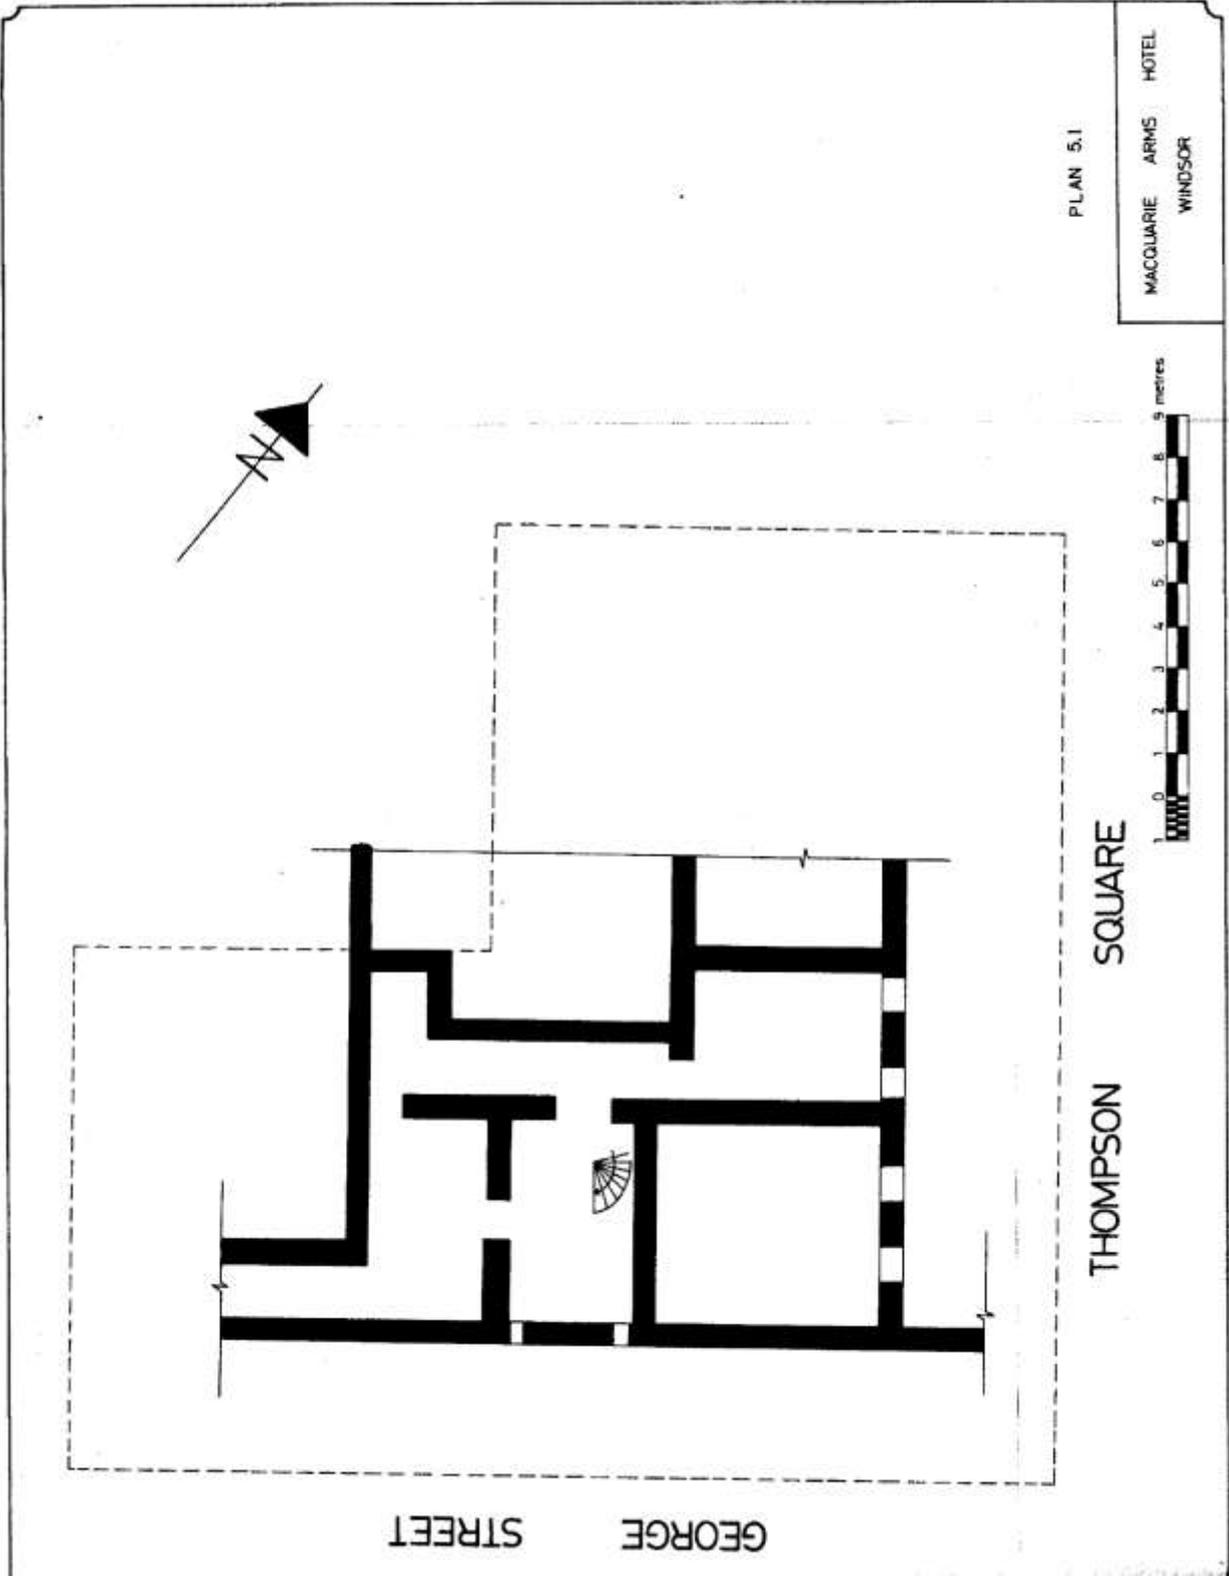 PLAN 5.1
MACQUARIE ARMS HOTEL
WINDSOR
N
1 0 1 2 3 4 5 6 7 8 9 metres
THOMPSON SQUARE
GEORGE STREET